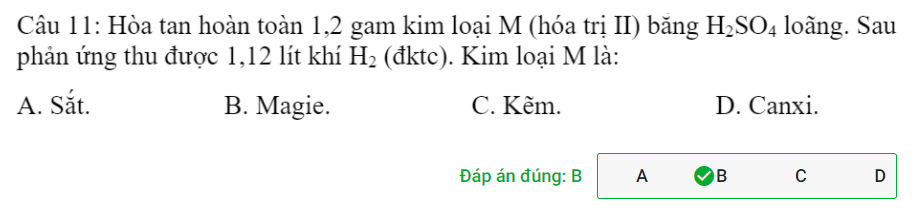 Câu 11: Hòa tan hoàn toàn 1,2 gam kim loại M (hóa trị II) bằng H₂SO₄ loãng. Sau
phản ứng thu được 1,12 lít khí H₂ (đktc). Kim loại M là:
A. Sắt. B. Magie. C. Kẽm. D. Canxi.
Đáp án đúng: B A B C D